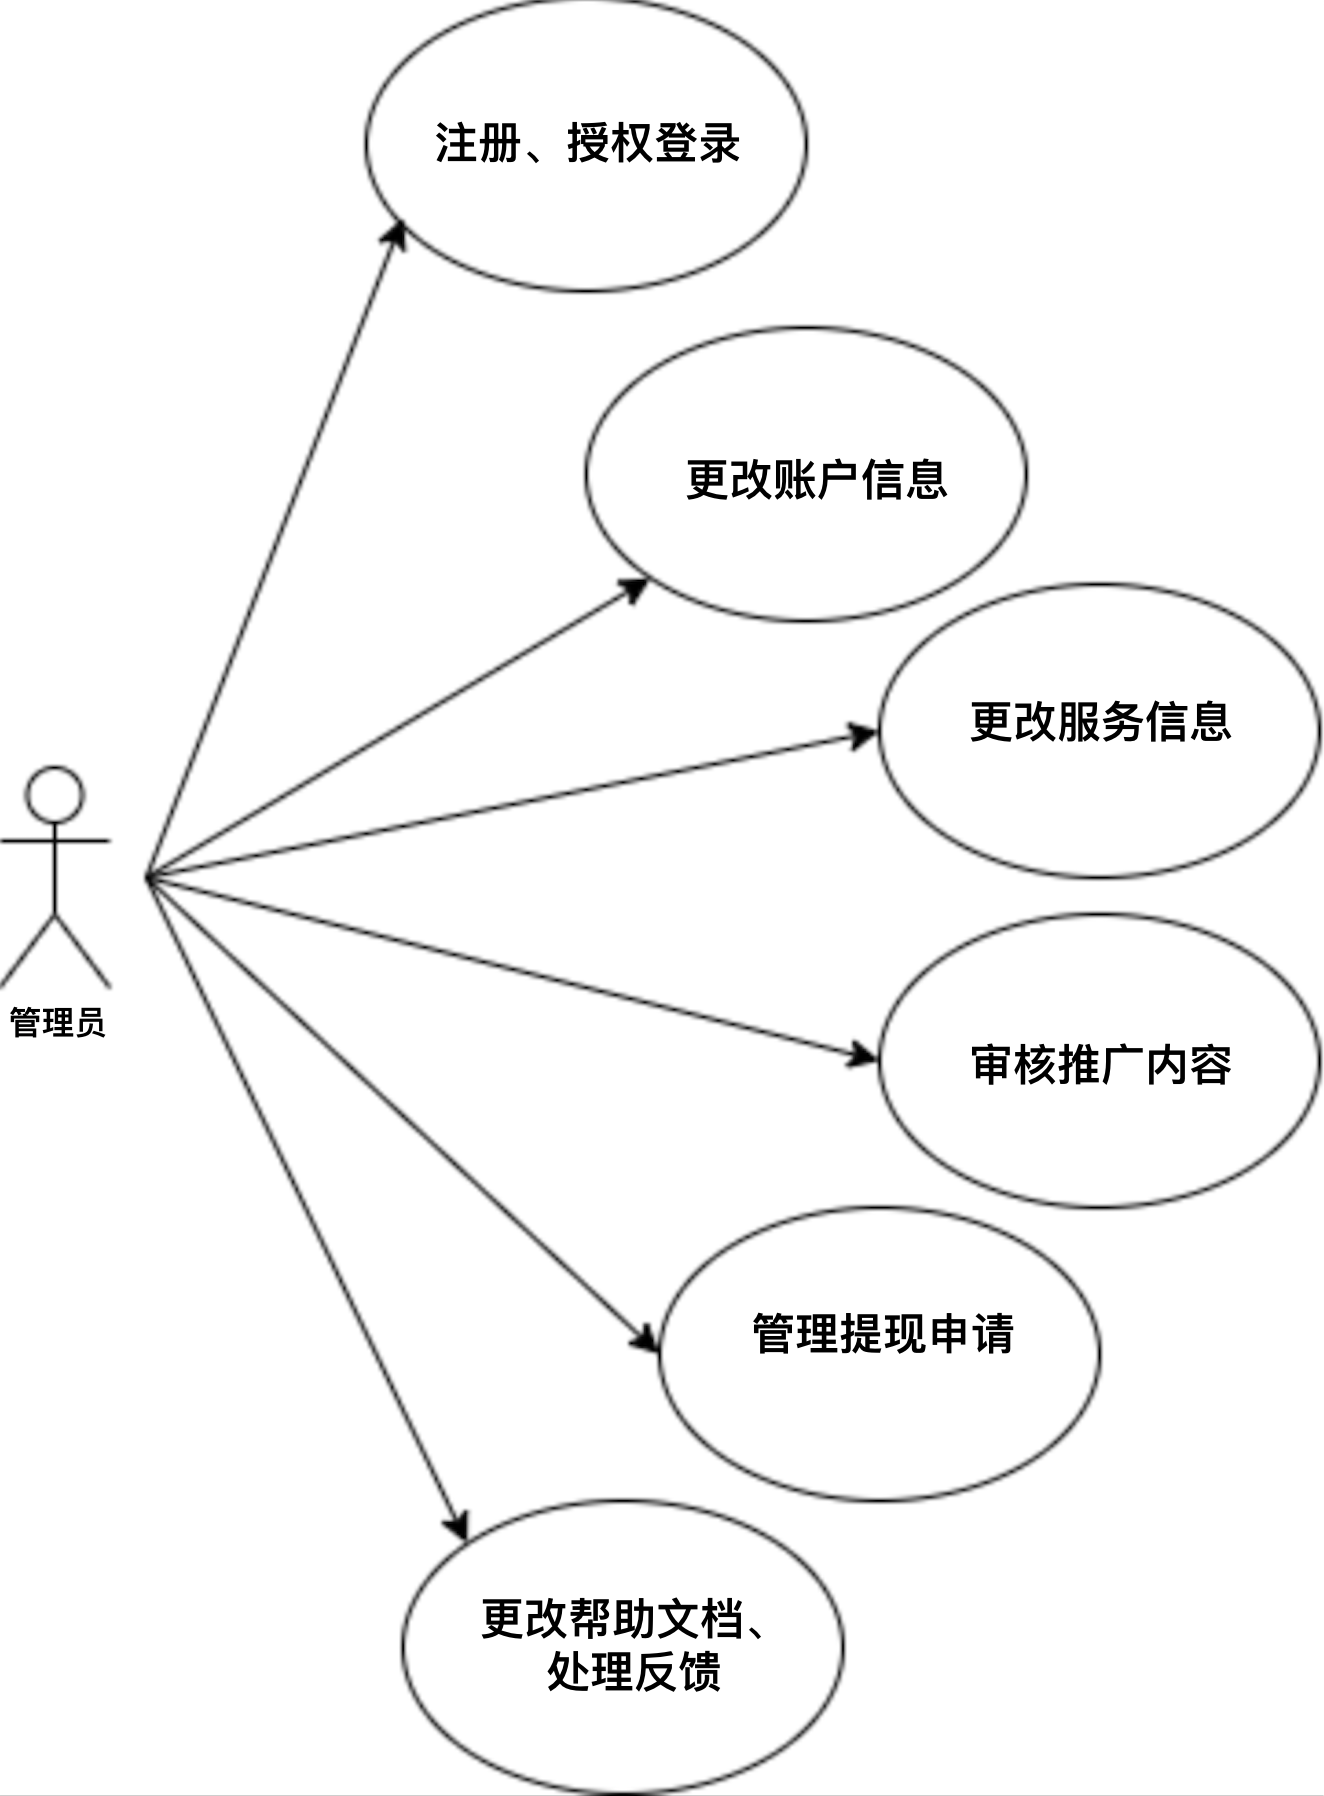 注册、授权登录
更改账户信息
更改服务信息
管理员
审核推广内容
管理提现申请
更改帮助文档、
处理反馈